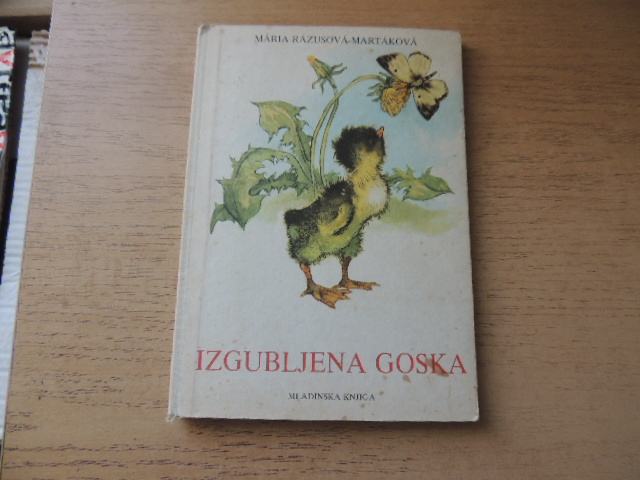 MÁRIA RÁZUSOVÁ-MARTÁKOVÁ
IZGUBLJENA GOSKA
MLADINSKA KNJIGA